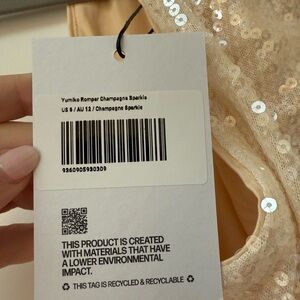 Yumiko Romper Champagne Sparkle
US 8 / AU 12 / Champagne Sparkle
9360905930309
THIS PRODUCT IS CREATED
WITH MATERIALS THAT HAVE
A LOWER ENVIRONMENTAL
IMPACT.
♻ THIS TAG IS RECYCLED & RECYCLABLE ♻